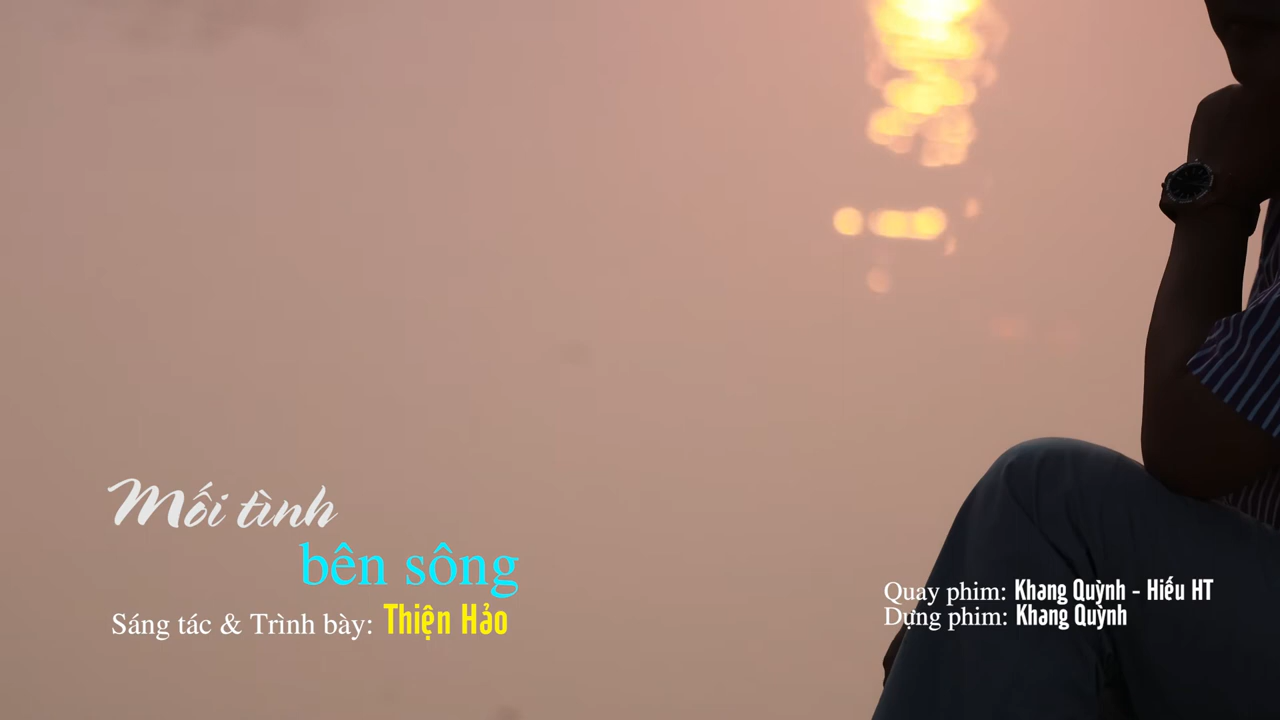 Mối tình
bên sông
Sáng tác & Trình bày: Thiện Hảo
Quay phim: Khang Quỳnh - Hiếu HT
Dựng phim: Khang Quỳnh